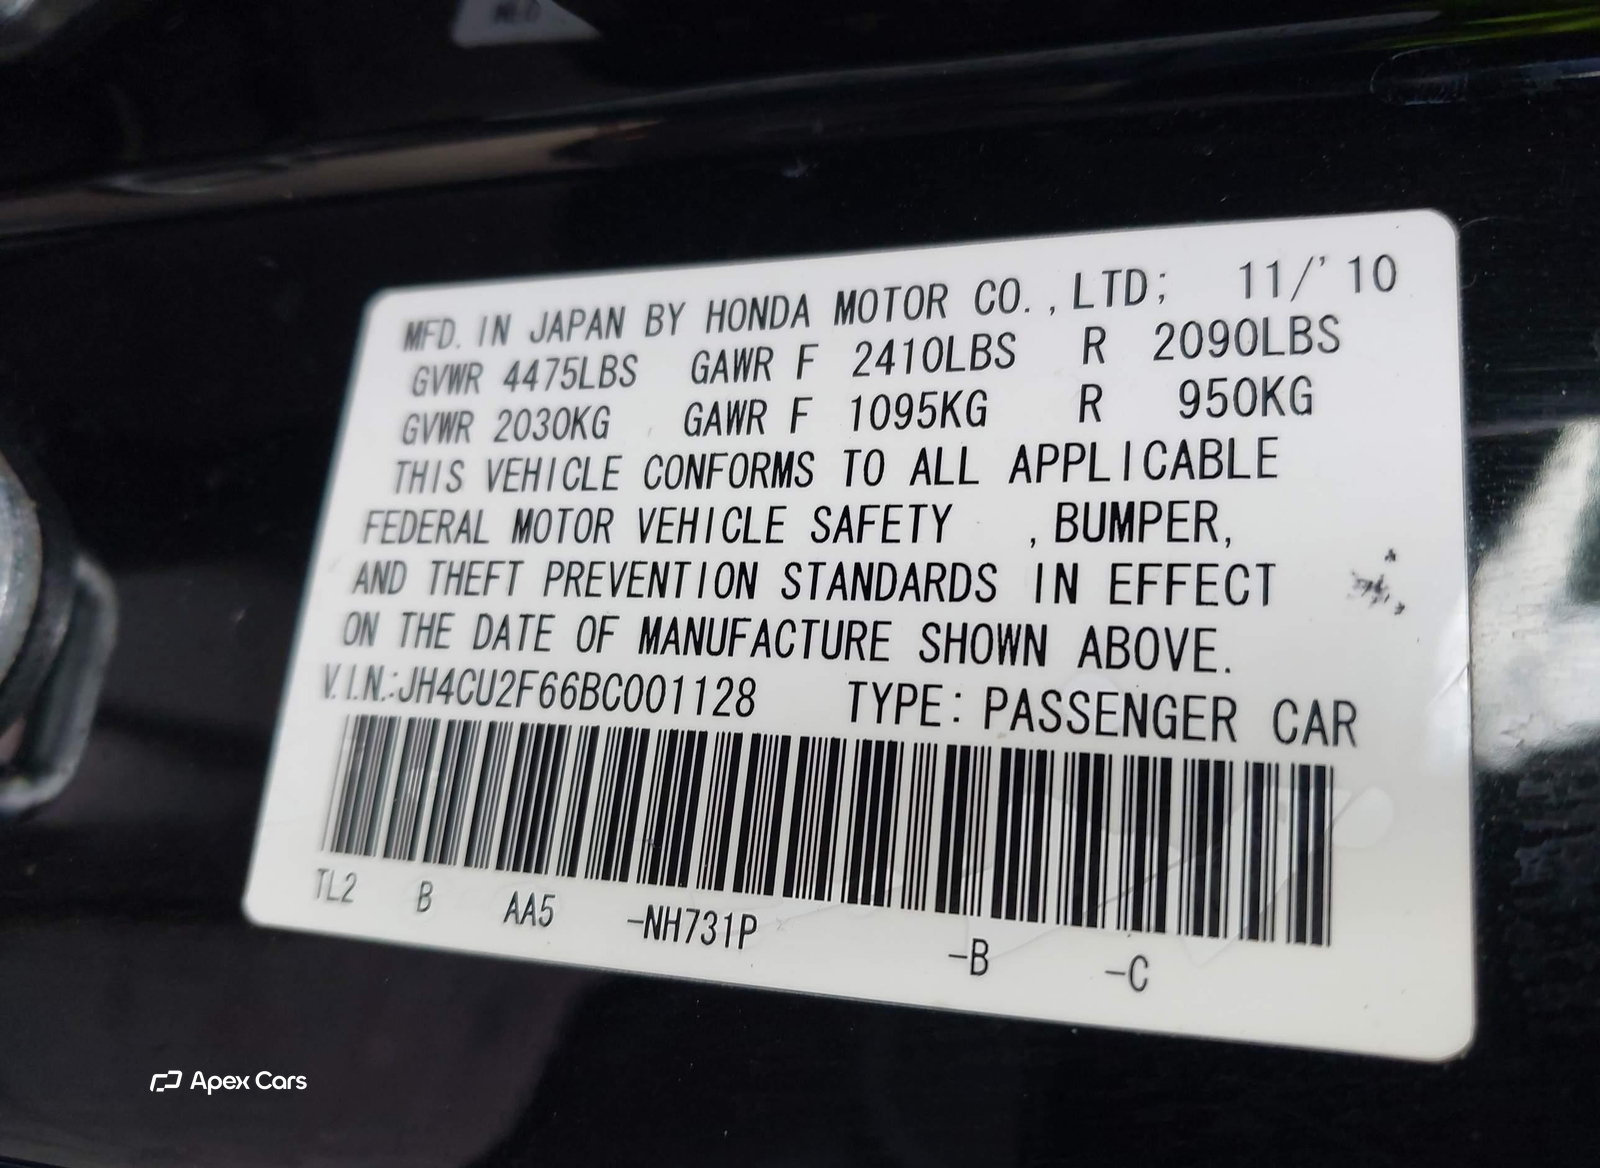 MFD. IN JAPAN BY HONDA MOTOR CO., LTD; 11/'10
GVWR 4475LBS GAWR F 2410LBS R 2090LBS
GVWR 2030KG GAWR F 1095KG R 950KG
THIS VEHICLE CONFORMS TO ALL APPLICABLE
FEDERAL MOTOR VEHICLE SAFETY , BUMPER,
AND THEFT PREVENTION STANDARDS IN EFFECT
ON THE DATE OF MANUFACTURE SHOWN ABOVE.
V.I.N.:JH4CU2F66BC001128 TYPE: PASSENGER CAR
TL2 B AA5 -NH731P -B -C
Apex Cars